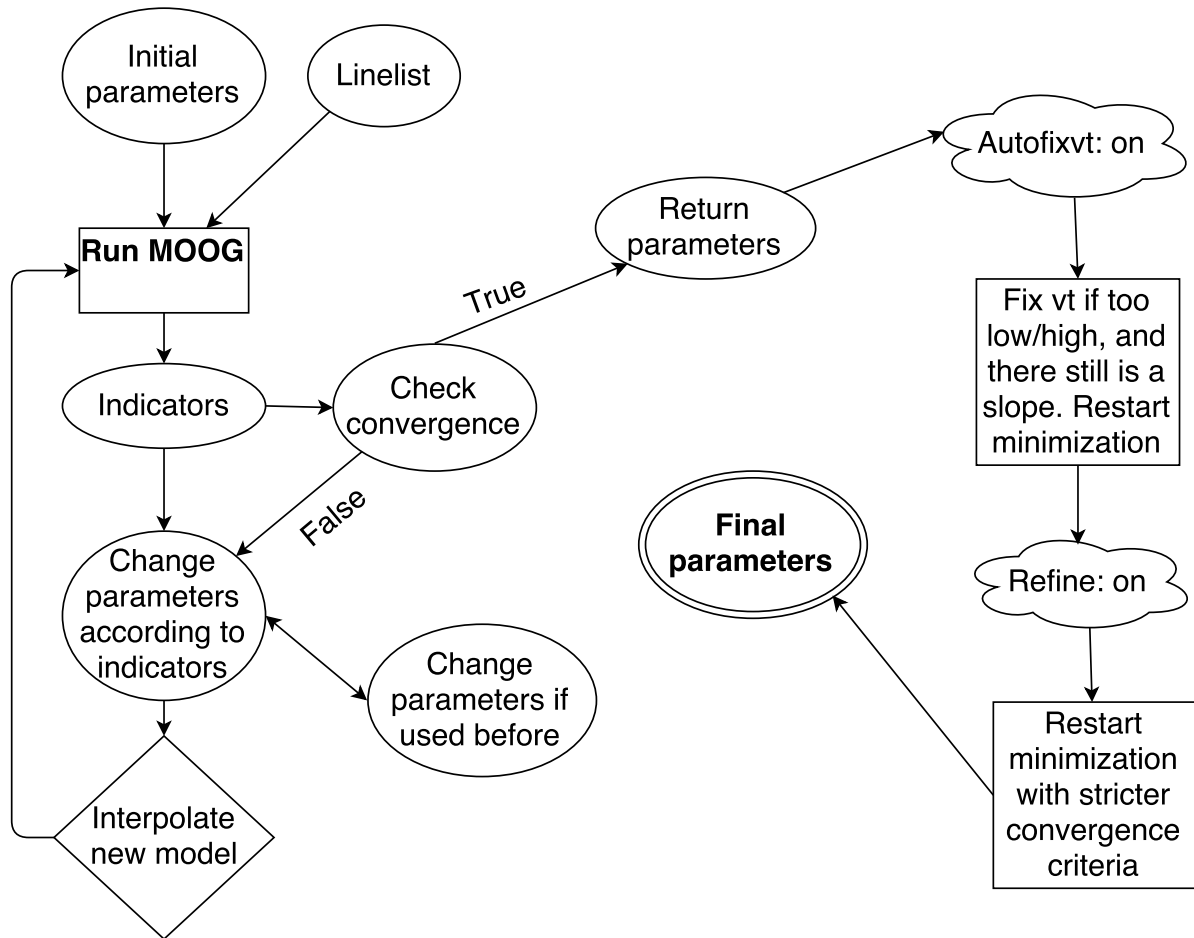 Initial
parameters
Linelist
Autofixvt: on
Return
parameters
Run MOOG
True
Fix vt if too
low/high, and
there still is a
slope. Restart
minimization
Indicators
Check
convergence
False
Final
parameters
Change
parameters
according to
indicators
Refine: on
Change
parameters if
used before
Restart
minimization
with stricter
convergence
criteria
Interpolate
new model